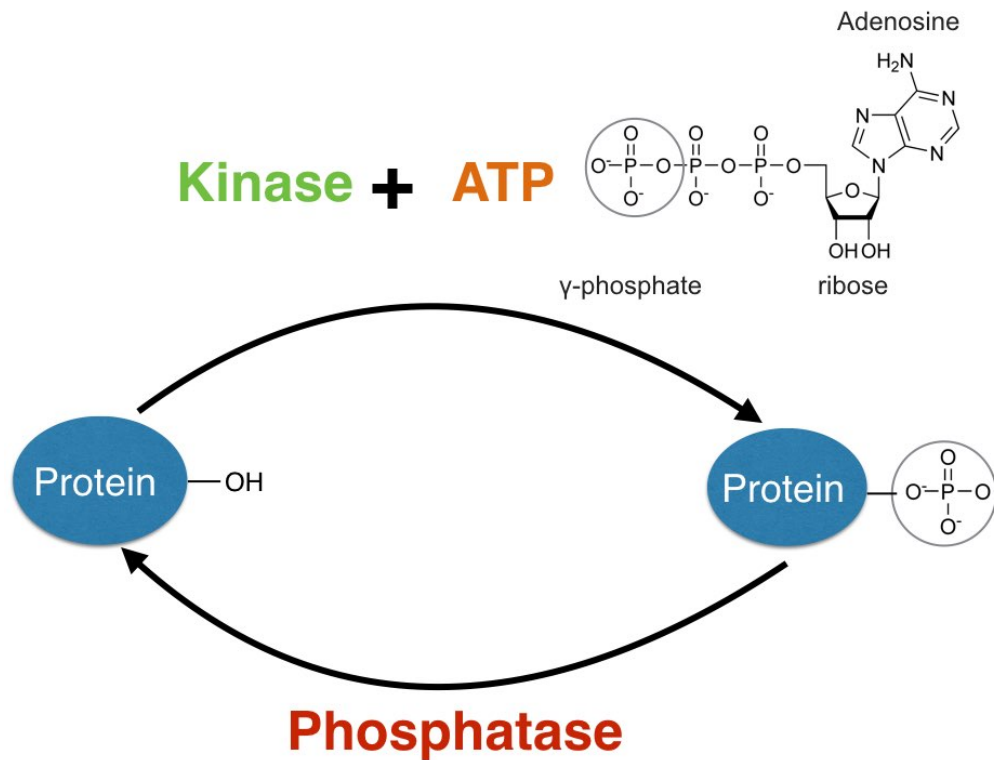 Adenosine
H₂N
N
N
N
N
O
O
O
O⁻-P-O-P-O-P-O
O⁻
O⁻
O⁻
O
OH OH
Kinase + ATP
γ-phosphate
ribose
Protein
-OH
Protein
O
O⁻-P-O
O⁻
Phosphatase